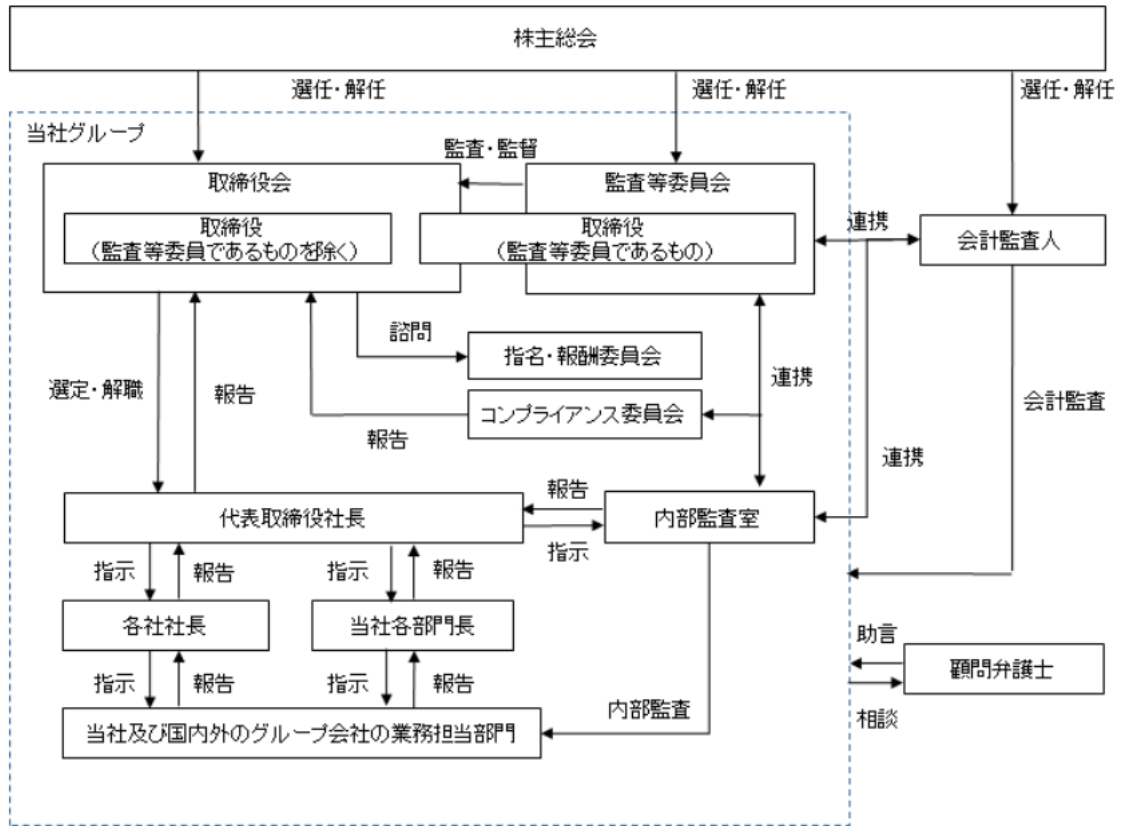 株主総会
選任・解任
選任・解任
選任・解任
当社グループ
監査・監督
取締役会
監査等委員会
取締役
(監査等委員であるものを除く)
取締役
(監査等委員であるもの)
連携
会計監査人
諮問
指名・報酬委員会
選定・解職
報告
連携
コンプライアンス委員会
会計監査
報告
連携
報告
代表取締役社長
内部監査室
指示
指示
報告
指示
報告
各社社長
当社各部門長
助言
顧問弁護士
指示
報告
指示
報告
内部監査
相談
当社及び国内外のグループ会社の業務担当部門